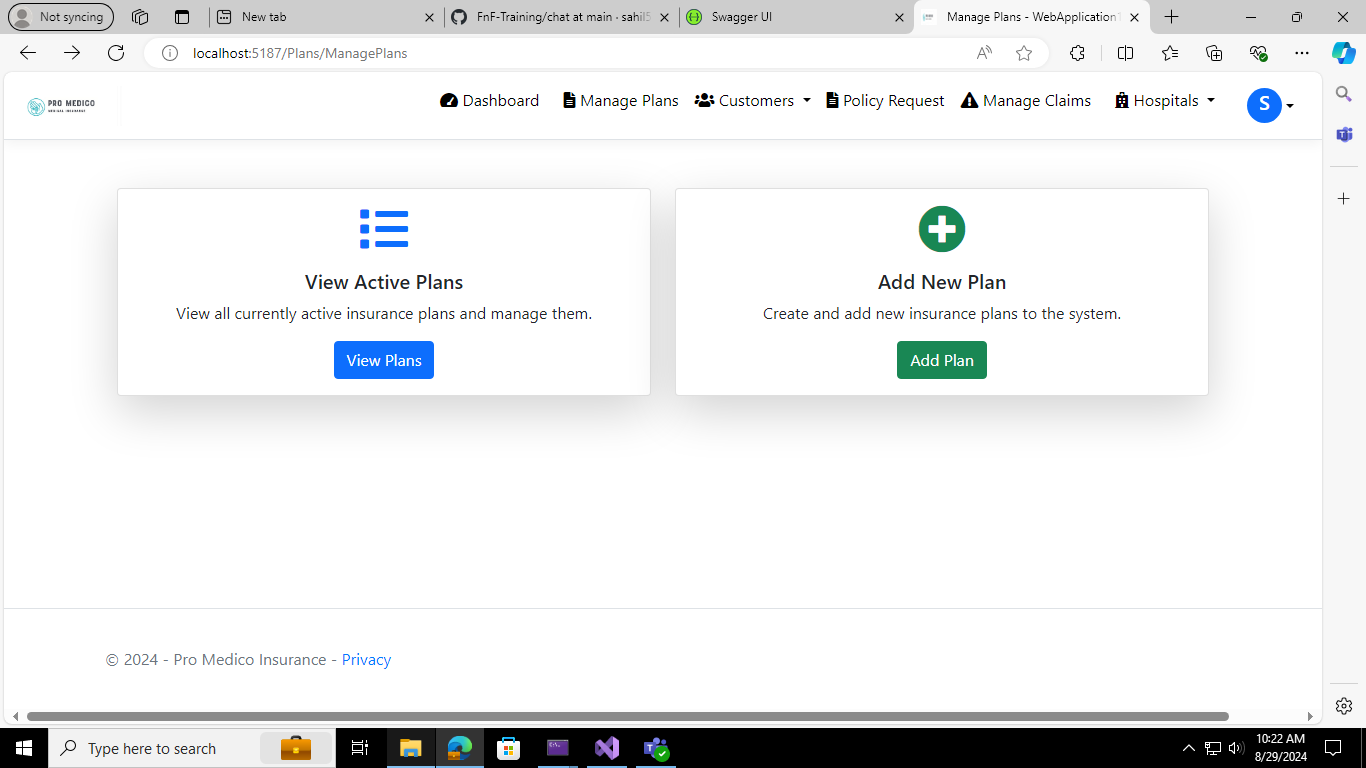 Not syncing
New tab
FnF-Training/chat at main · sahil5
Swagger UI
Manage Plans - WebApplication1
localhost:5187/Plans/ManagePlans
PRO MEDICO
MEDICAL INSURANCE
Dashboard
Manage Plans
Customers
Policy Request
Manage Claims
Hospitals
S
View Active Plans
View all currently active insurance plans and manage them.
View Plans
Add New Plan
Create and add new insurance plans to the system.
Add Plan
© 2024 - Pro Medico Insurance - Privacy
Type here to search
10:22 AM
8/29/2024